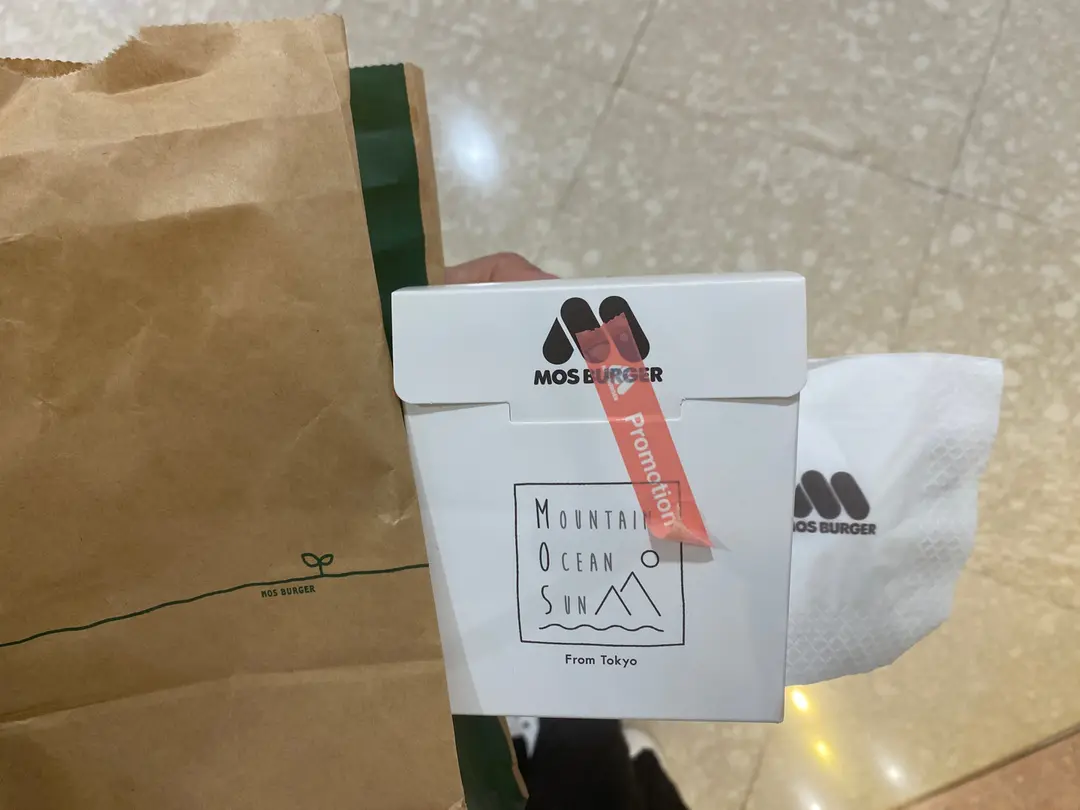 MOS BURGER
MOS BURGER
Promotion
MOUNTAIN
OCEAN
SUN
From Tokyo
MOS BURGER